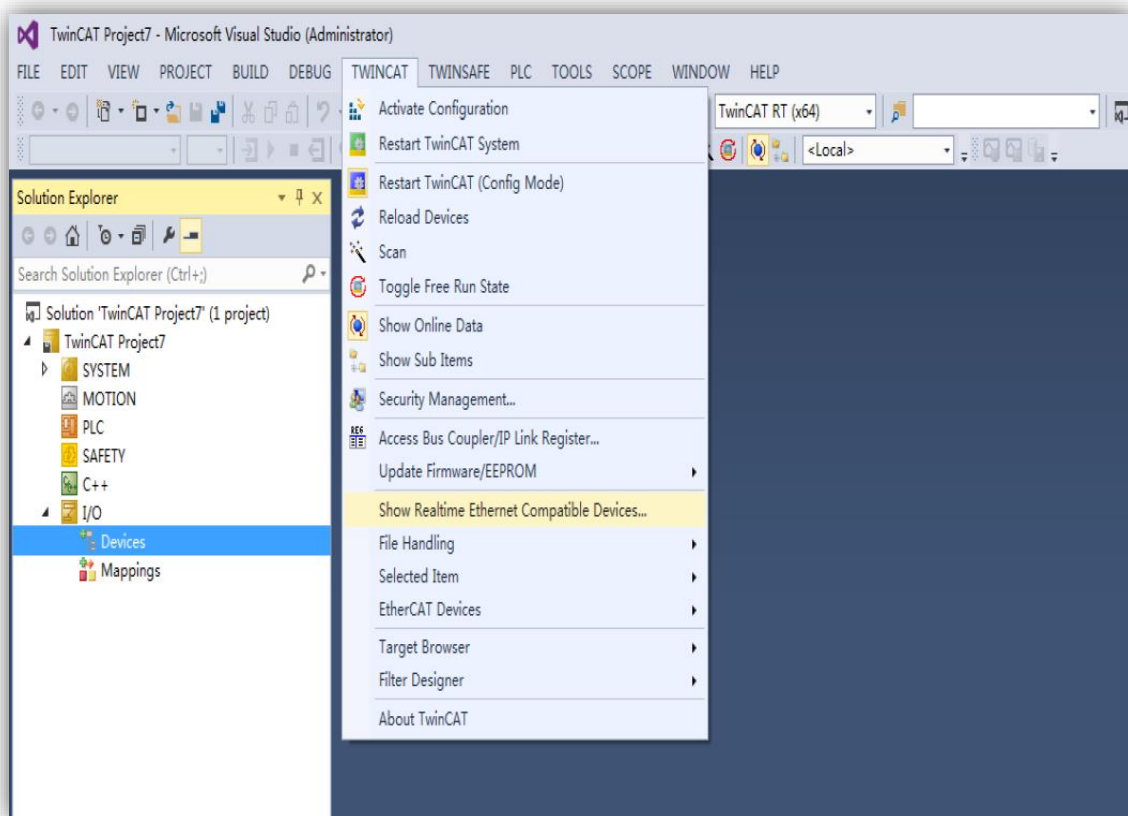 TwinCAT Project7 - Microsoft Visual Studio (Administrator)
FILE EDIT VIEW PROJECT BUILD DEBUG TWINCAT TWINSAFE PLC TOOLS SCOPE WINDOW HELP
TwinCAT RT (x64)
<Local>
Solution Explorer
Search Solution Explorer (Ctrl+;)
Solution 'TwinCAT Project7' (1 project)
TwinCAT Project7
SYSTEM
MOTION
PLC
SAFETY
C++
I/O
Devices
Mappings
Activate Configuration
Restart TwinCAT System
Restart TwinCAT (Config Mode)
Reload Devices
Scan
Toggle Free Run State
Show Online Data
Show Sub Items
Security Management...
REG
Access Bus Coupler/IP Link Register...
Update Firmware/EEPROM
Show Realtime Ethernet Compatible Devices...
File Handling
Selected Item
EtherCAT Devices
Target Browser
Filter Designer
About TwinCAT